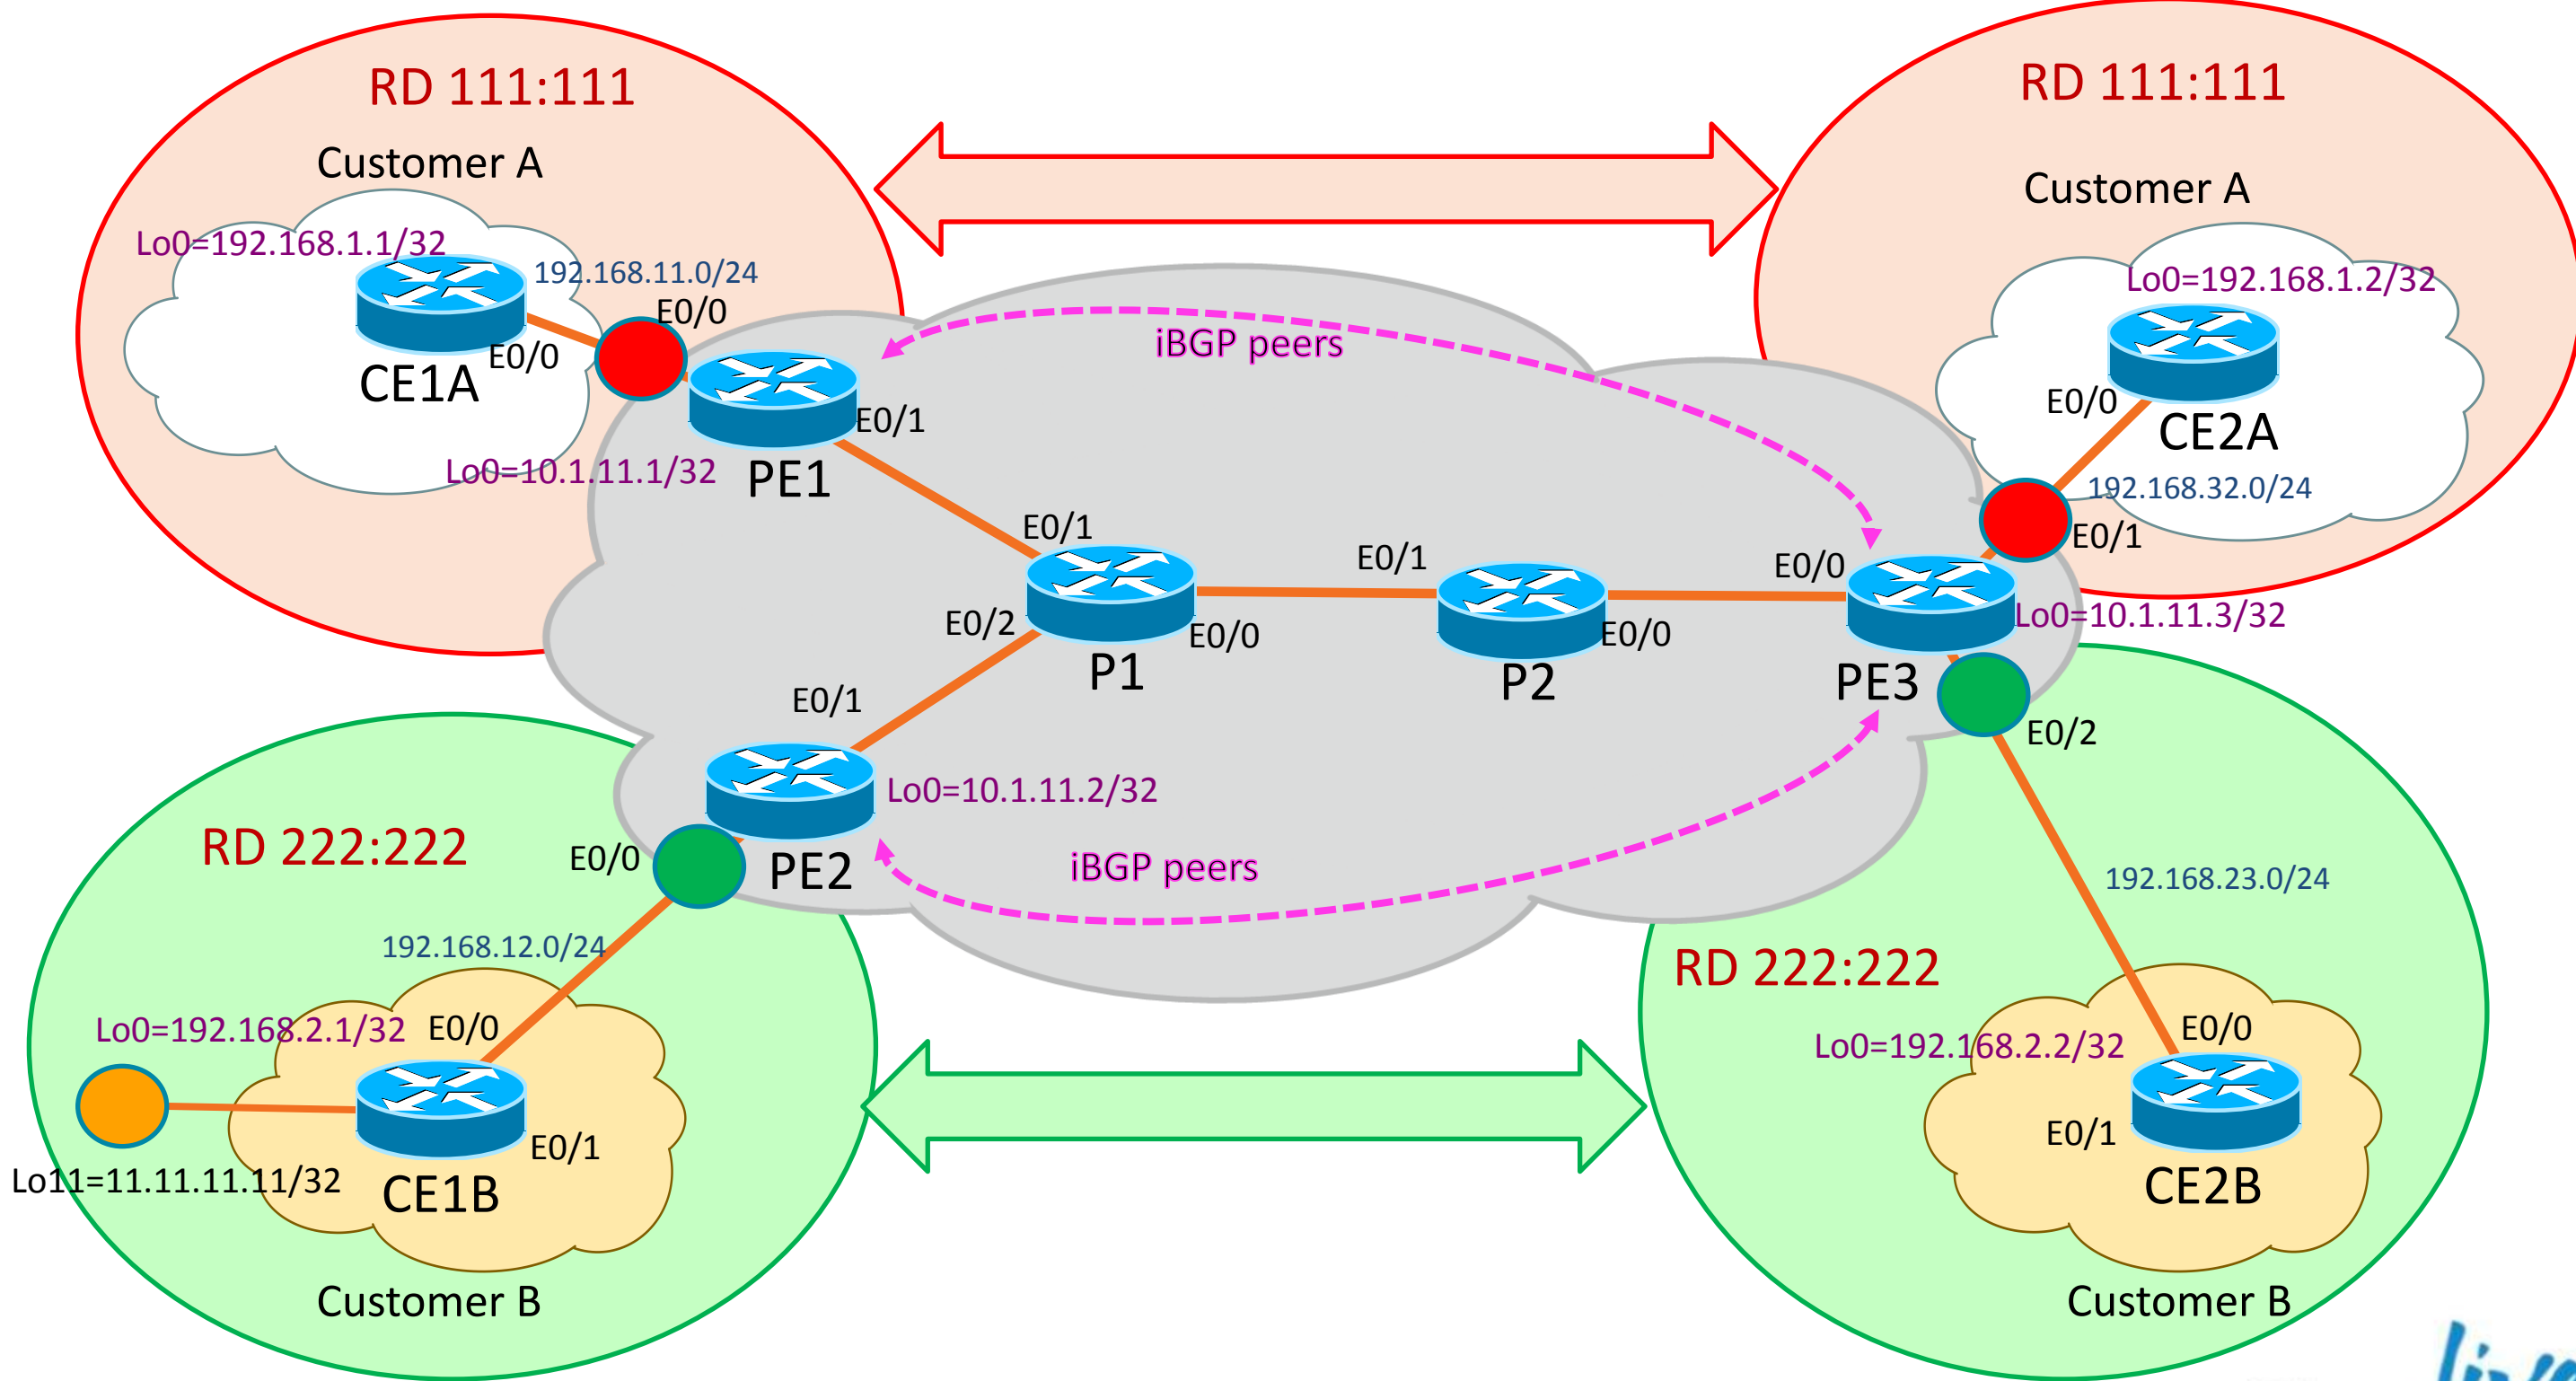 RD 111:111
RD 111:111
Customer A
Customer A
Lo0=192.168.1.1/32
192.168.11.0/24
Lo0=192.168.1.2/32
E0/0
iBGP peers
E0/0
CE1A
E0/0
CE2A
E0/1
Lo0=10.1.11.1/32
PE1
192.168.32.0/24
E0/1
E0/1
E0/1
E0/0
Lo0=10.1.11.3/32
E0/2
E0/0
E0/0
P1
P2
PE3
E0/1
E0/2
Lo0=10.1.11.2/32
RD 222:222
E0/0
PE2
iBGP peers
192.168.23.0/24
192.168.12.0/24
RD 222:222
Lo0=192.168.2.1/32
E0/0
E0/0
Lo0=192.168.2.2/32
E0/1
E0/1
Lo11=11.11.11.11/32
CE1B
CE2B
Customer B
Customer B